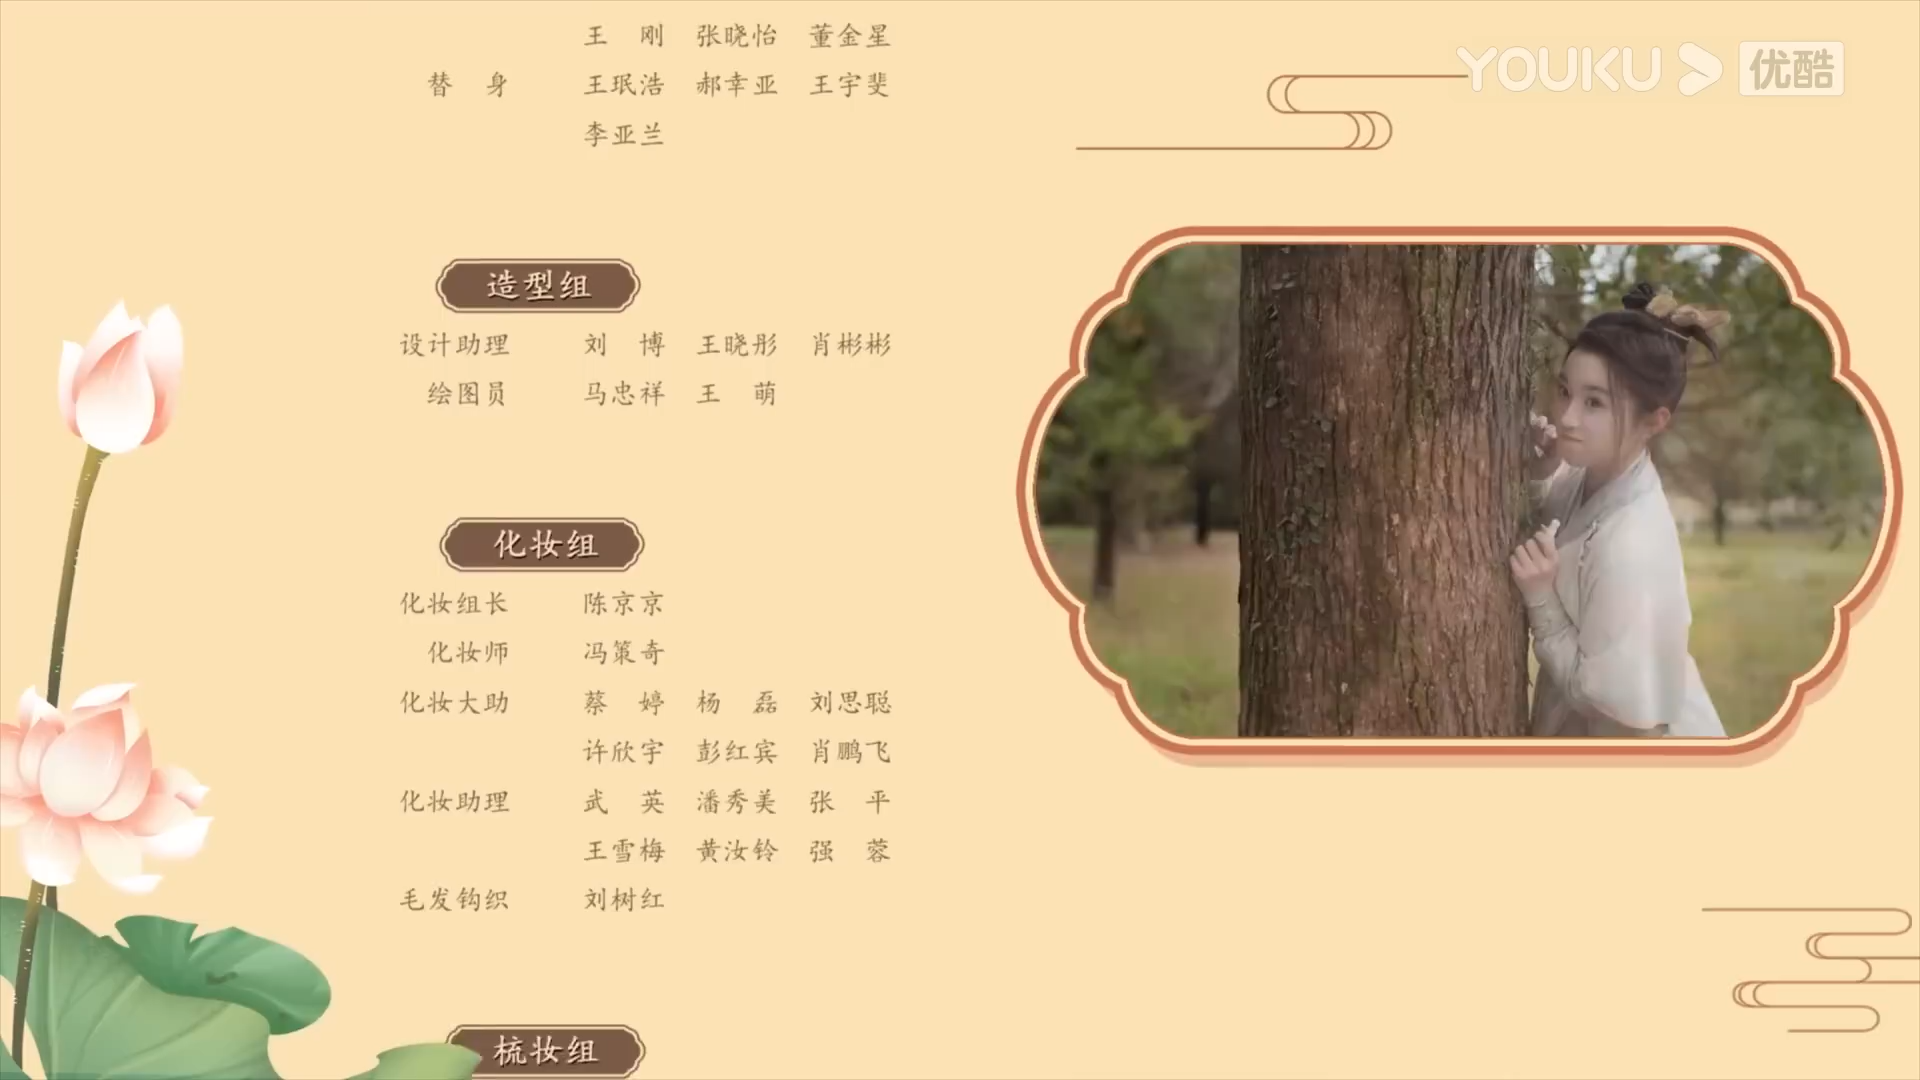 王　刚　张晓怡　董金星
替　身　王珉浩　郝幸亚　王宇斐
李亚兰
YOUKU 优酷
造型组
设计助理　刘　博　王晓彤　肖彬彬
绘图员　马忠祥　王　萌
化妆组
化妆组长　陈京京
化妆师　冯策奇
化妆大助　蔡　婷　杨　磊　刘思聪
许欣宇　彭红宾　肖鹏飞
化妆助理　武　英　潘秀美　张　平
王雪梅　黄汝铃　强　蓉
毛发钩织　刘树红
梳妆组